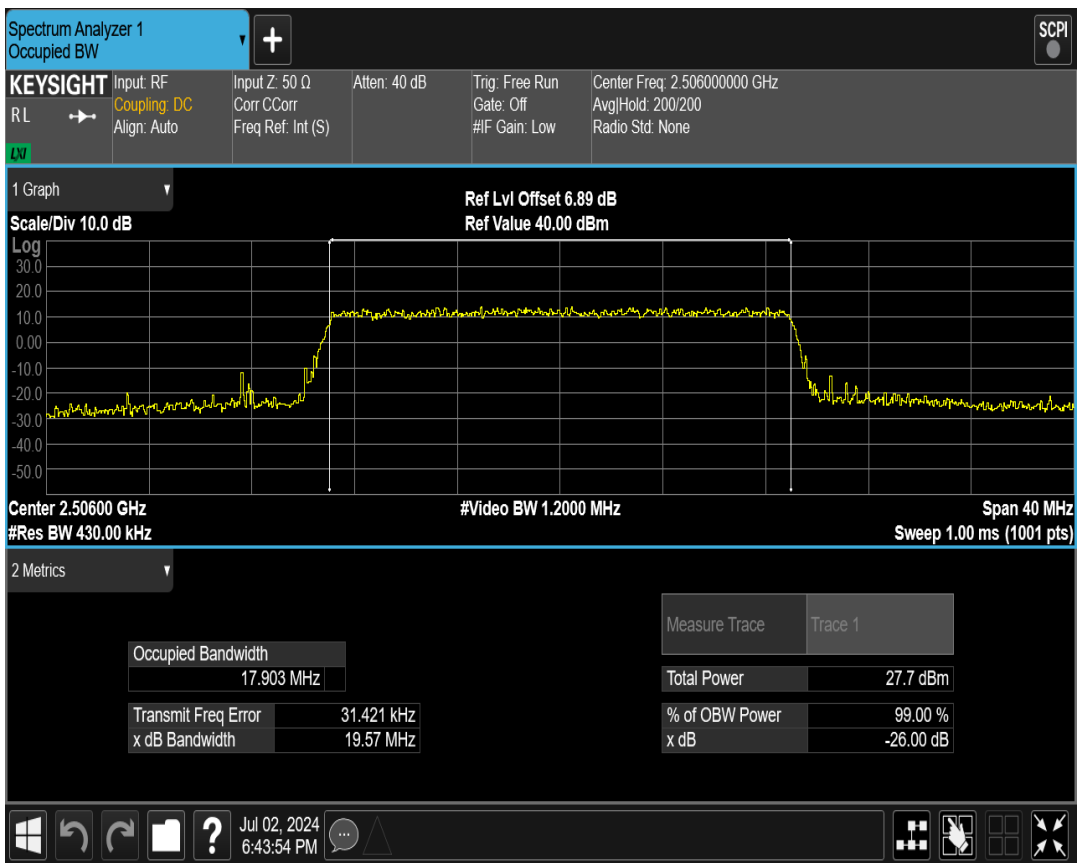 Spectrum Analyzer 1
Occupied BW
+
SCPI
KEYSIGHT
R L
LXI
Input: RF
Coupling: DC
Align: Auto
Input Z: 50 Ω
Corr CCorr
Freq Ref: Int (S)
Atten: 40 dB
Trig: Free Run
Gate: Off
#IF Gain: Low
Center Freq: 2.506000000 GHz
Avg|Hold: 200/200
Radio Std: None
1 Graph
Scale/Div 10.0 dB
Ref Lvl Offset 6.89 dB
Ref Value 40.00 dBm
Log
30.0
20.0
10.0
0.00
-10.0
-20.0
-30.0
-40.0
-50.0
Center 2.50600 GHz
#Res BW 430.00 kHz
#Video BW 1.2000 MHz
Span 40 MHz
Sweep 1.00 ms (1001 pts)
2 Metrics
Measure Trace Trace 1
Occupied Bandwidth
17.903 MHz
Total Power 27.7 dBm
Transmit Freq Error 31.421 kHz
% of OBW Power 99.00 %
x dB Bandwidth 19.57 MHz
x dB -26.00 dB
?
Jul 02, 2024
6:43:54 PM